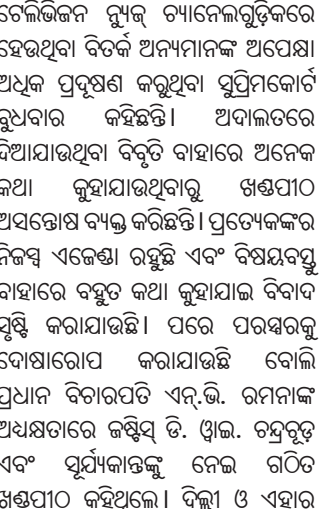 ଟେଲିଭିଜନ ନ୍ୟୁଜ୍ ଚ୍ୟାନେଲଗୁଡ଼ିକରେ
ହେଉଥିବା ବିତର୍କ ଅନ୍ୟମାନଙ୍କ ଅପେକ୍ଷା
ଅଧିକ ପ୍ରଦୂଷଣ କରୁଥିବା ସୁପ୍ରିମକୋର୍ଟ
ବୁଧବାର କହିଛନ୍ତି। ଅଦାଲତରେ
ଦିଆଯାଉଥିବା ବିବୃତି ବାହାରେ ଅନେକ
କଥା କୁହାଯାଉଥିବାରୁ ଖଣ୍ଡପୀଠ
ଅସନ୍ତୋଷ ବ୍ୟକ୍ତ କରିଛନ୍ତି। ପ୍ରତ୍ୟେକଙ୍କର
ନିଜସ୍ୱ ଏଜେଣ୍ଡା ରହୁଛି ଏବଂ ବିଷୟବସ୍ତୁ
ବାହାରେ ବହୁତ କଥା କୁହାଯାଇ ବିବାଦ
ସୃଷ୍ଟି କରାଯାଉଛି। ପରେ ପରସ୍ପରକୁ
ଦୋଷାରୋପ କରାଯାଉଛି ବୋଲି
ପ୍ରଧାନ ବିଚାରପତି ଏନ୍.ଭି. ରମନାଙ୍କ
ଅଧ୍ୟକ୍ଷତାରେ ଜଷ୍ଟିସ୍ ଡି. ୱାଇ. ଚନ୍ଦ୍ରଚୂଡ଼
ଏବଂ ସୂର୍ଯ୍ୟକାନ୍ତଙ୍କୁ ନେଇ ଗଠିତ
ଖଣ୍ଡପୀଠ କହିଥିଲେ। ଦିଲ୍ଲୀ ଓ ଏହାର